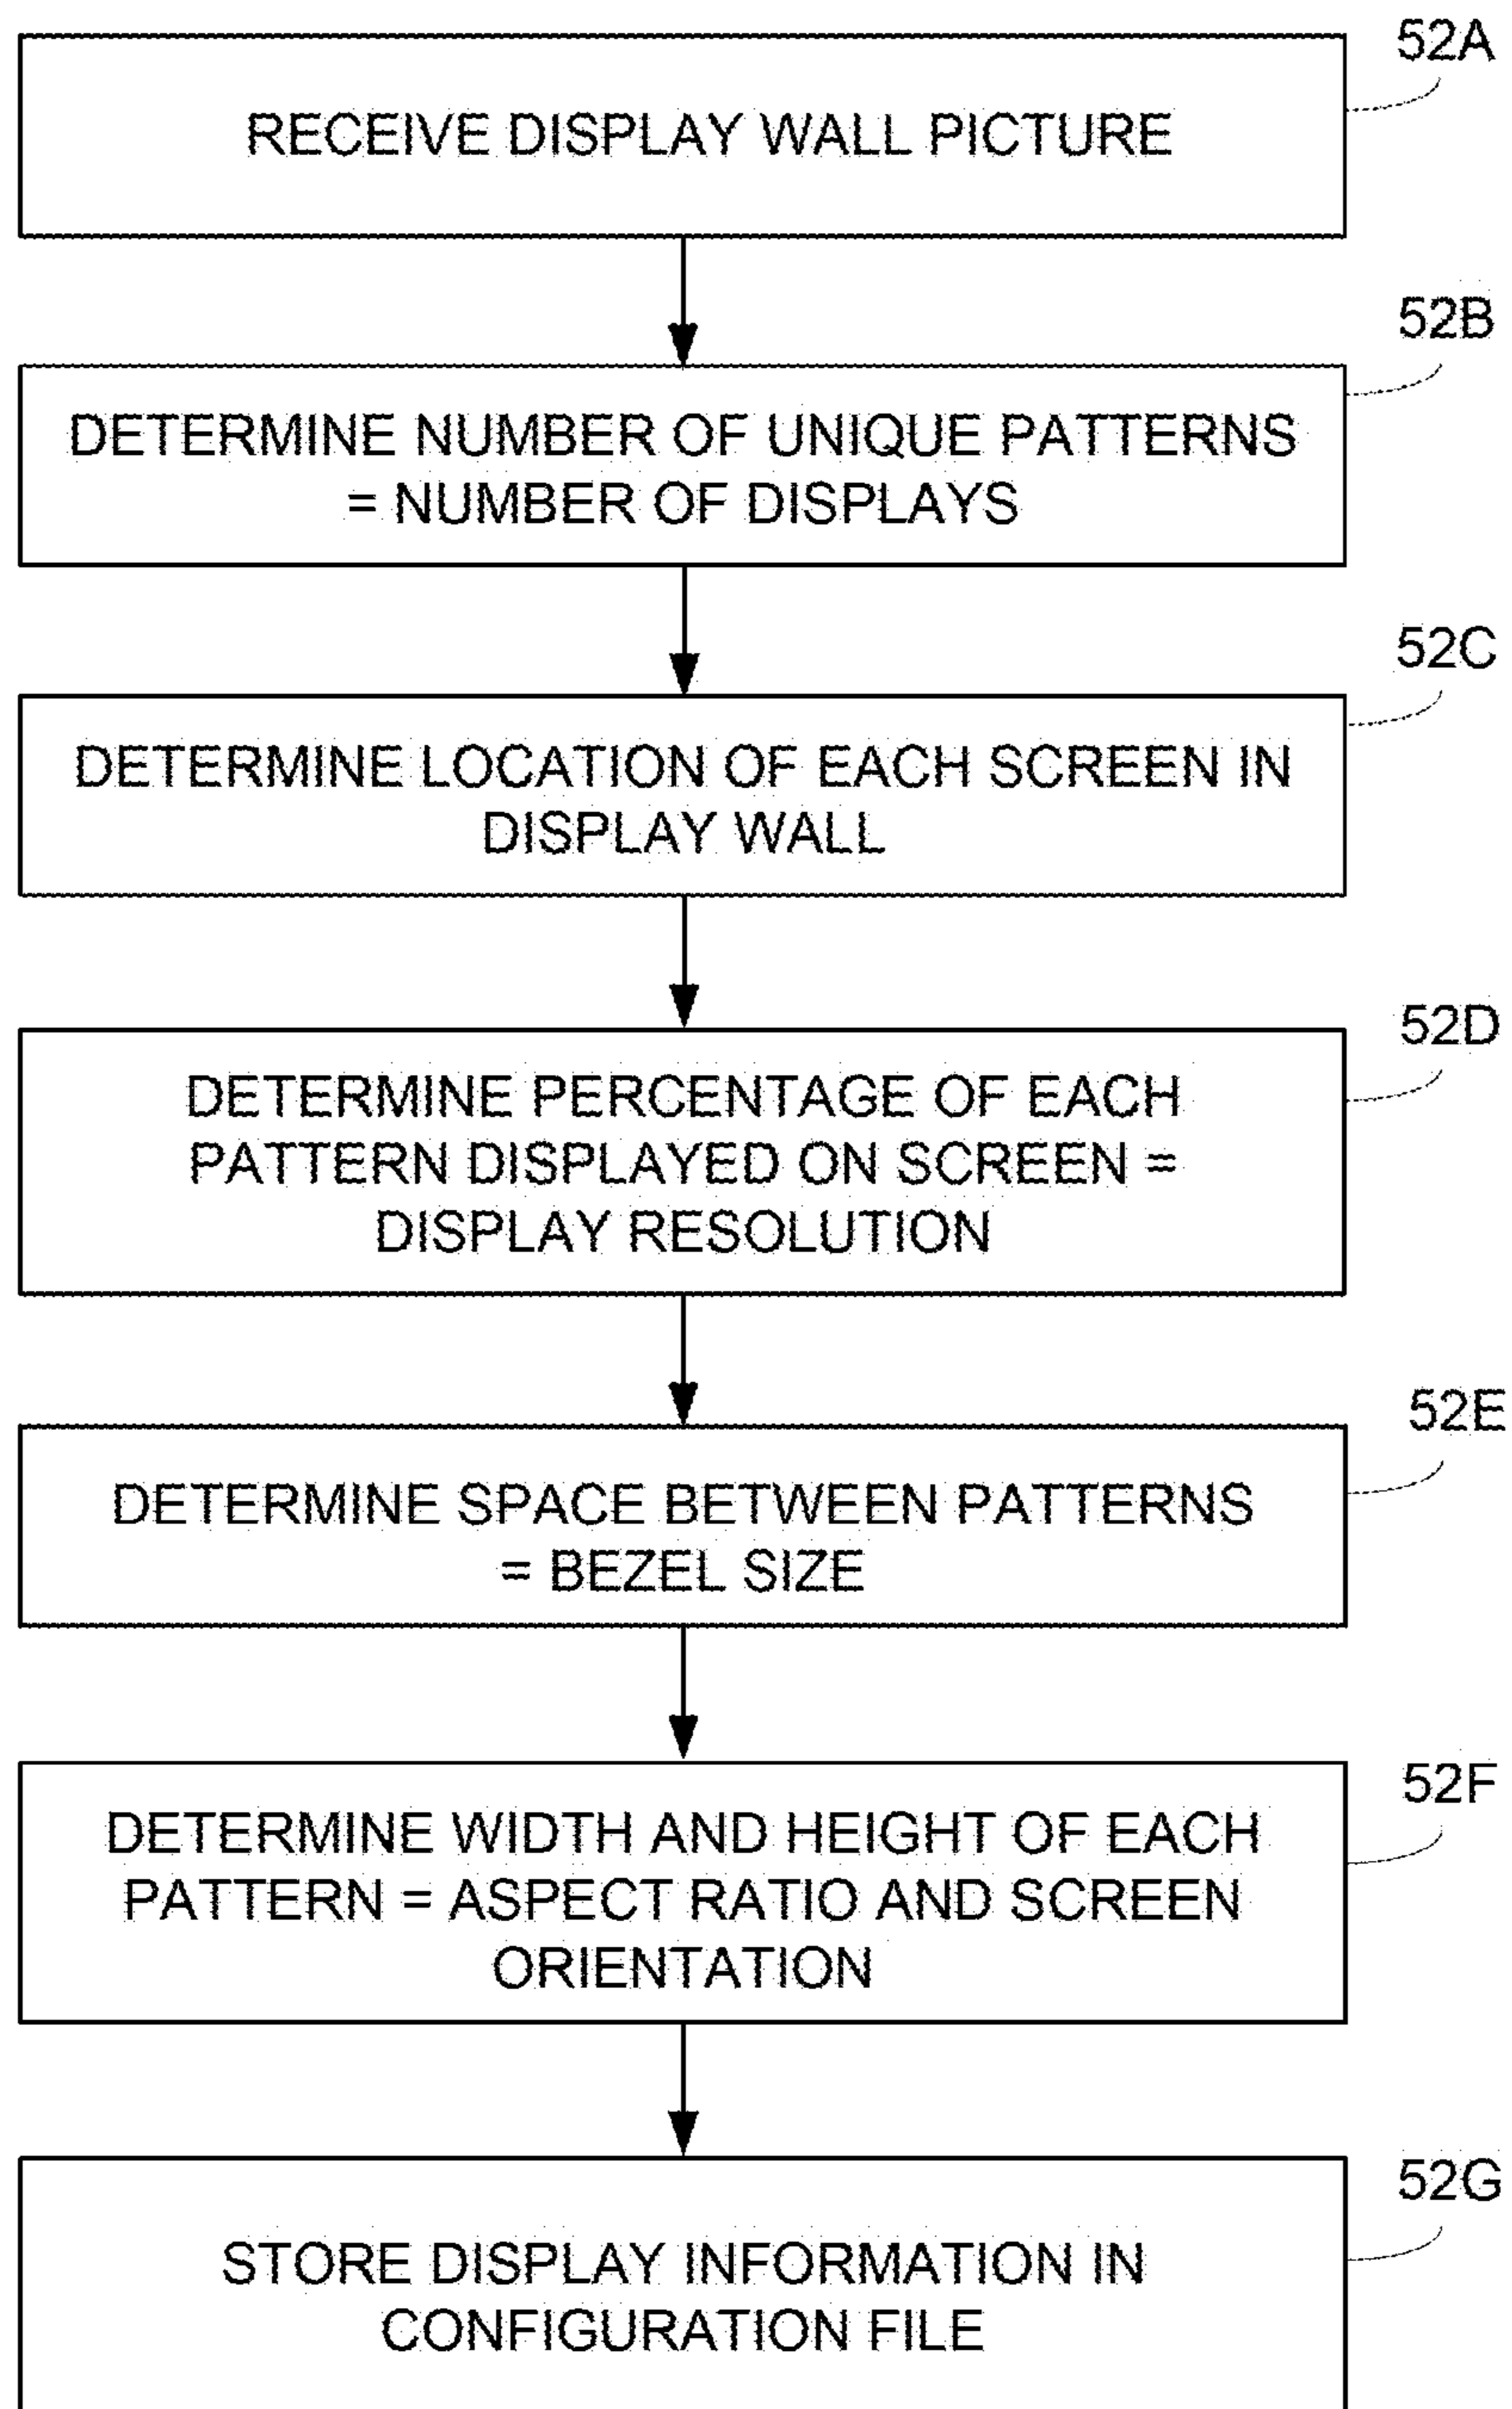 52A
RECEIVE DISPLAY WALL PICTURE
52B
DETERMINE NUMBER OF UNIQUE PATTERNS
= NUMBER OF DISPLAYS
52C
DETERMINE LOCATION OF EACH SCREEN IN
DISPLAY WALL
52D
DETERMINE PERCENTAGE OF EACH
PATTERN DISPLAYED ON SCREEN =
DISPLAY RESOLUTION
52E
DETERMINE SPACE BETWEEN PATTERNS
= BEZEL SIZE
52F
DETERMINE WIDTH AND HEIGHT OF EACH
PATTERN = ASPECT RATIO AND SCREEN
ORIENTATION
52G
STORE DISPLAY INFORMATION IN
CONFIGURATION FILE